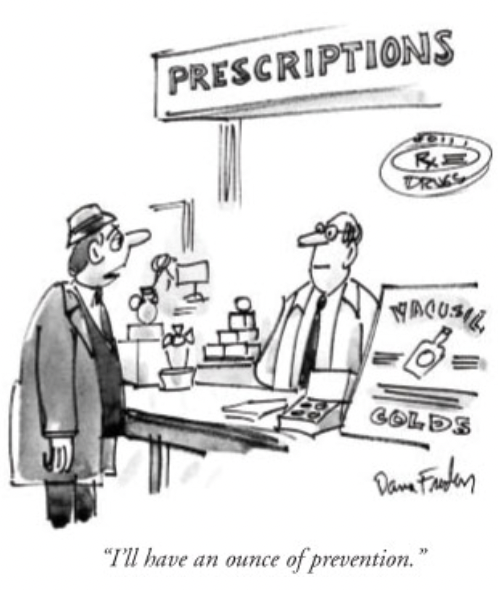 PRESCRIPTIONS
Rx
DRUGS
COLDS
Dana Fradon
“I’ll have an ounce of prevention.”